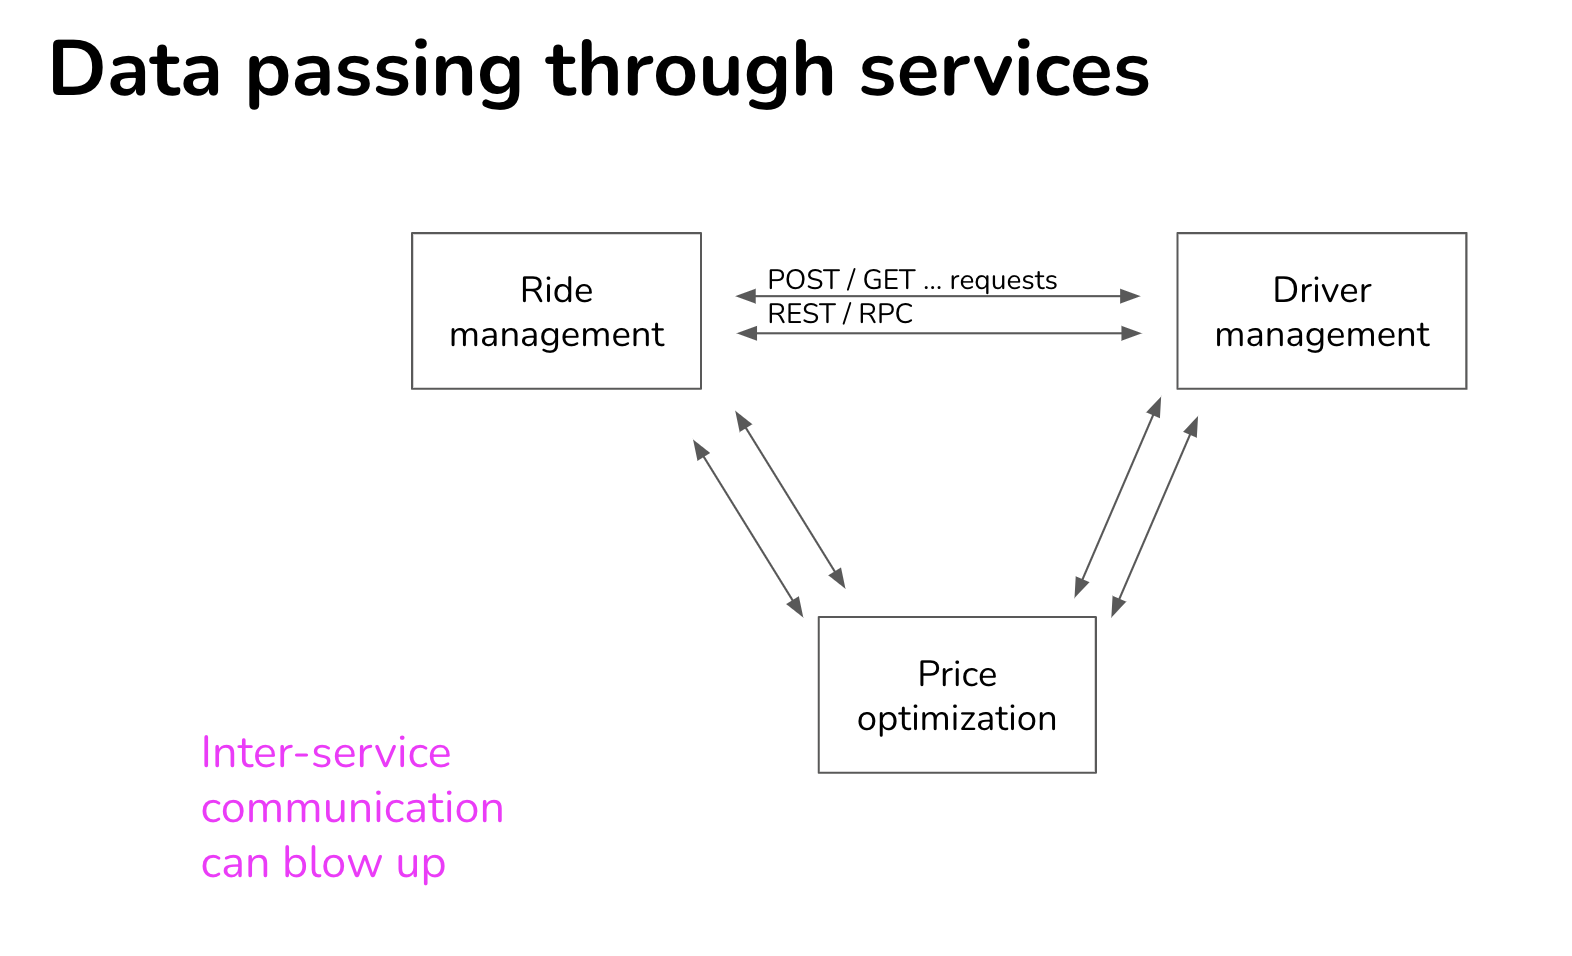 Data passing through services
Ride
management
POST / GET ... requests
REST / RPC
Driver
management
Price
optimization
Inter-service
communication
can blow up